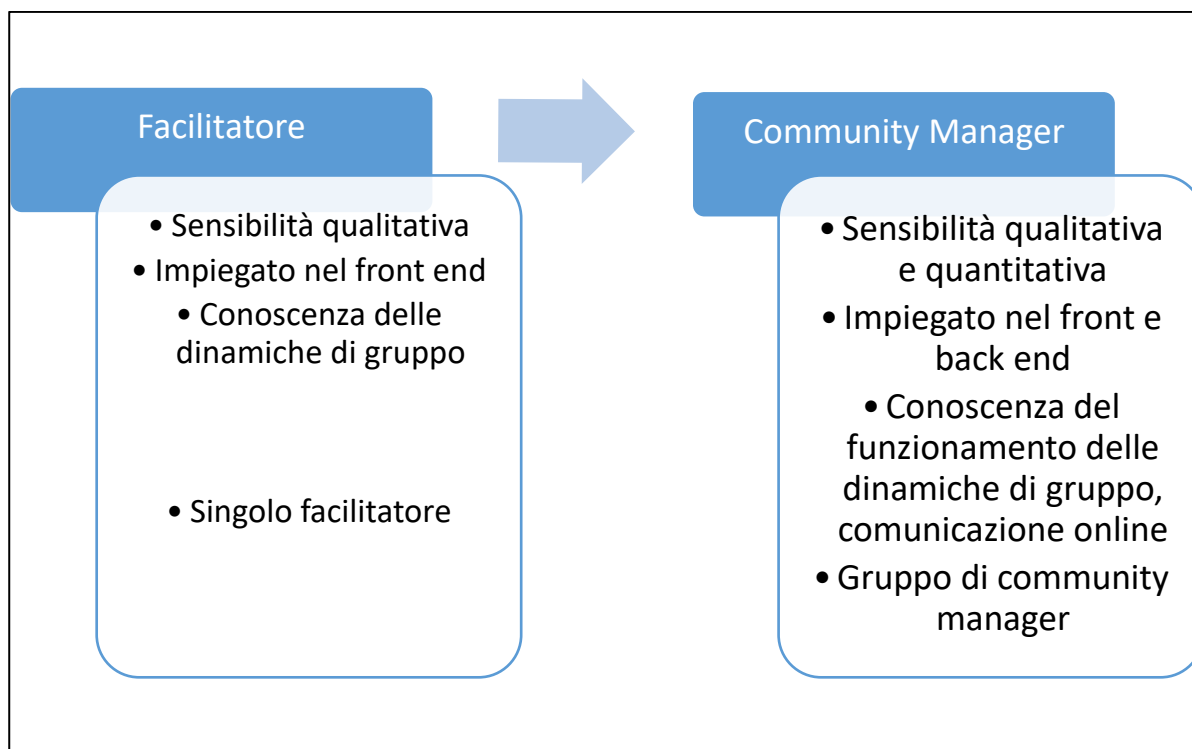 Facilitatore
• Sensibilità qualitativa
• Impiegato nel front end
• Conoscenza delle
dinamiche di gruppo
• Singolo facilitatore
Community Manager
• Sensibilità qualitativa
e quantitativa
• Impiegato nel front e
back end
• Conoscenza del
funzionamento delle
dinamiche di gruppo,
comunicazione online
• Gruppo di community
manager